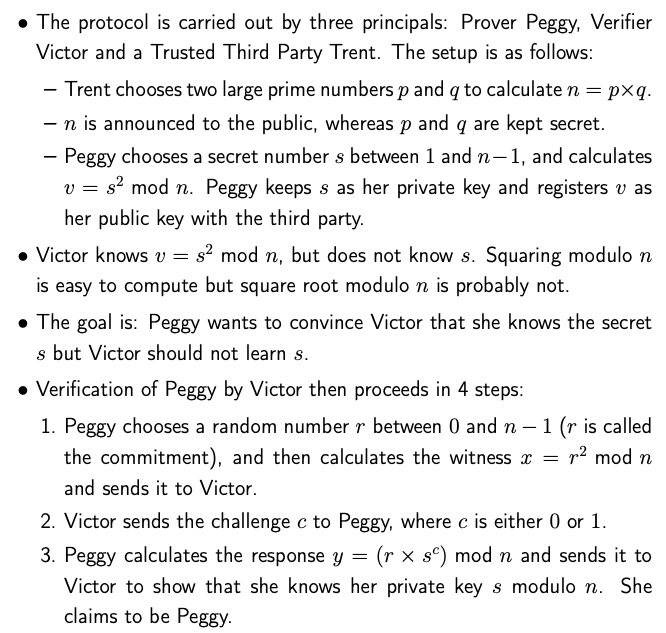 • The protocol is carried out by three principals: Prover Peggy, Verifier
Victor and a Trusted Third Party Trent. The setup is as follows:
– Trent chooses two large prime numbers p and q to calculate n = p×q.
– n is announced to the public, whereas p and q are kept secret.
– Peggy chooses a secret number s between 1 and n−1, and calculates
v = s² mod n. Peggy keeps s as her private key and registers v as
her public key with the third party.
• Victor knows v = s² mod n, but does not know s. Squaring modulo n
is easy to compute but square root modulo n is probably not.
• The goal is: Peggy wants to convince Victor that she knows the secret
s but Victor should not learn s.
• Verification of Peggy by Victor then proceeds in 4 steps:
1. Peggy chooses a random number r between 0 and n − 1 (r is called
the commitment), and then calculates the witness x = r² mod n
and sends it to Victor.
2. Victor sends the challenge c to Peggy, where c is either 0 or 1.
3. Peggy calculates the response y = (r × sᶜ) mod n and sends it to
Victor to show that she knows her private key s modulo n. She
claims to be Peggy.